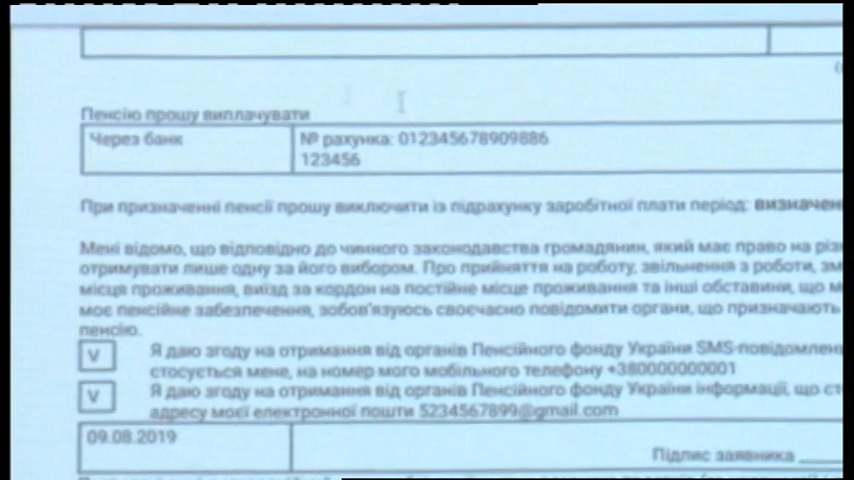 Пенсію прошу виплачувати
Через банк
№ рахунка: 012345678909886
123456
При призначенні пенсії прошу виключити із підрахунку заробітної плати період:
Мені відомо, що відповідно до чинного законодавства громадянин, який має право на
отримувати лише одну за його вибором. Про прийняття на роботу, звільнення з роботи,
місця проживання, виїзд за кордон на постійне місце проживання та інші обставини, що
моє пенсійне забезпечення, зобов'язуюсь своєчасно повідомити органи, що призначають
пенсію.
V Я даю згоду на отримання від органів Пенсійного фонду України
стосується мене, на номер мого мобільного телефону +380000000001
V Я даю згоду на отримання від органів Пенсійного фонду України інформації, що
адресу моєї електронної пошти 5234567899@gmail.com
09.08.2019
Підпис заявника